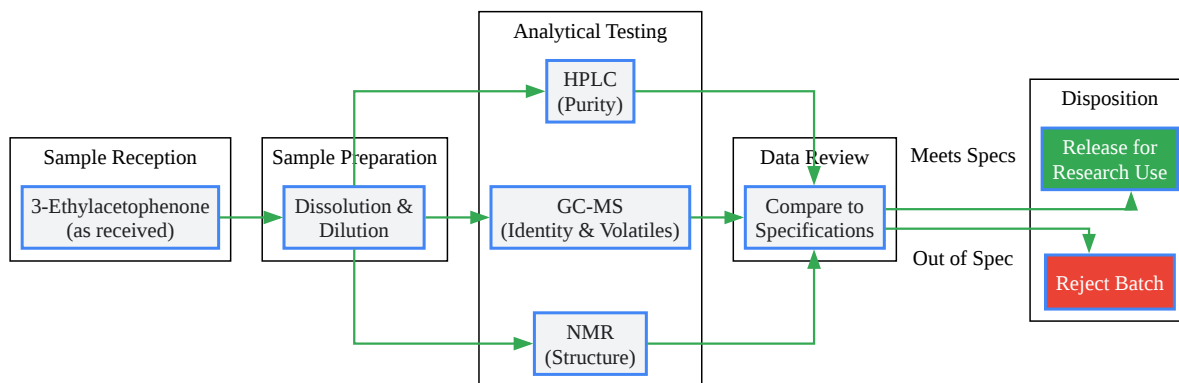 Sample Reception
3-Ethylacetophenone
(as received)
Sample Preparation
Dissolution &
Dilution
Analytical Testing
HPLC
(Purity)
GC-MS
(Identity & Volatiles)
NMR
(Structure)
Data Review
Compare to
Specifications
Meets Specs
Out of Spec
Disposition
Release for
Research Use
Reject Batch